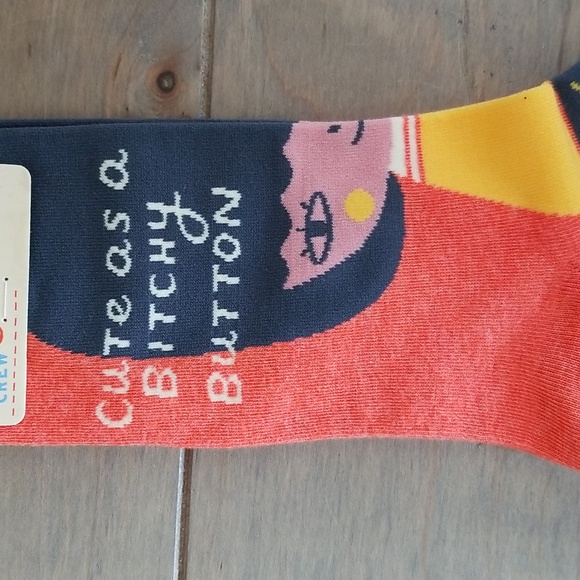 Cute as a
BITCHY
BUTTON
CREW